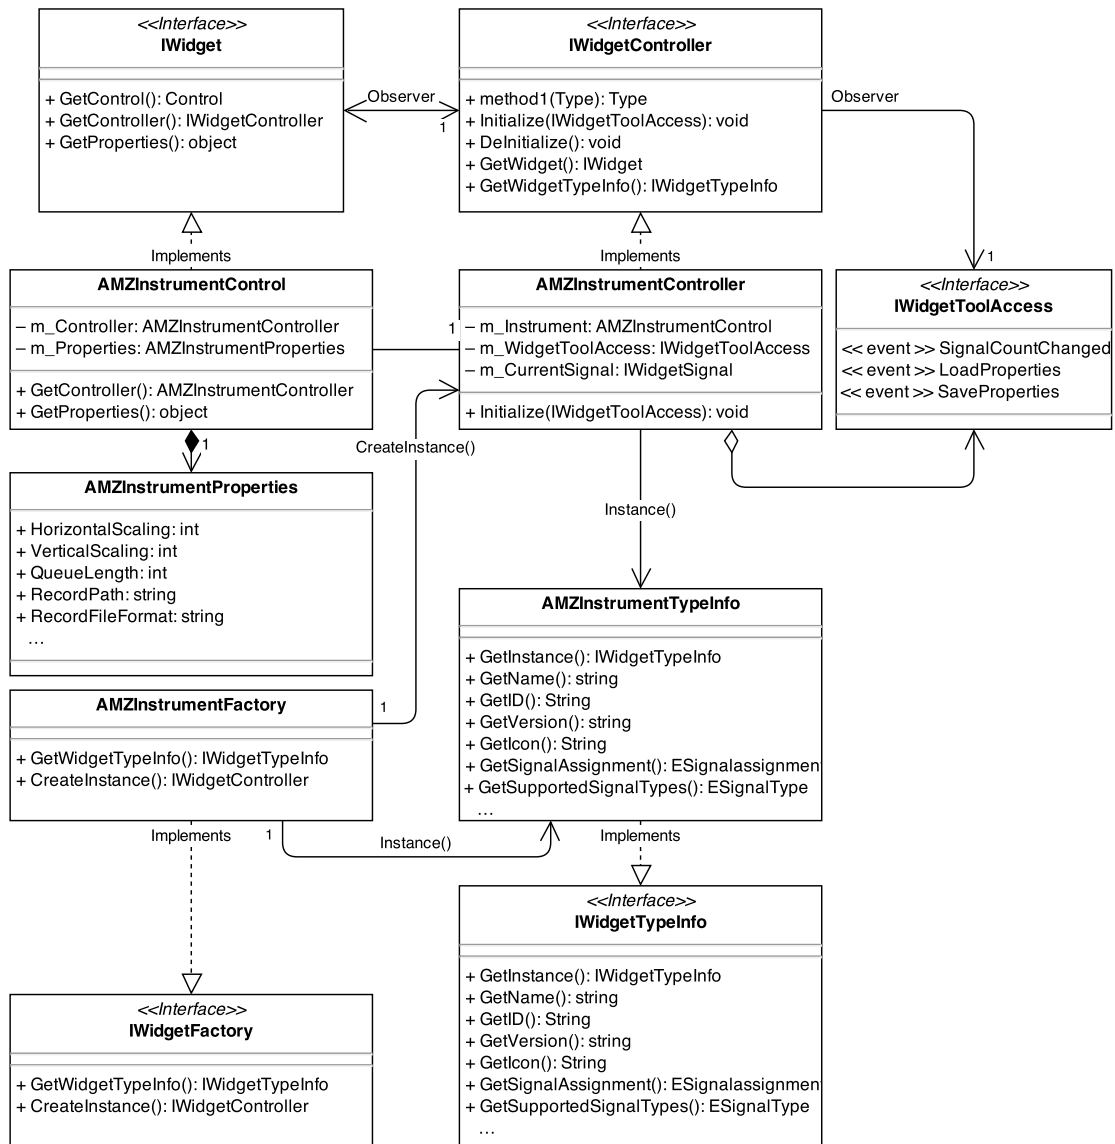 <<Interface>>
IWidget
+ GetControl(): Control
+ GetController(): IWidgetController
+ GetProperties(): object
Observer
1
<<Interface>>
IWidgetController
+ method1(Type): Type
+ Initialize(IWidgetToolAccess): void
+ DeInitialize(): void
+ GetWidget(): IWidget
+ GetWidgetTypeInfo(): IWidgetTypeInfo
Observer
1
Implements
Implements
AMZInstrumentControl
– m_Controller: AMZInstrumentController
– m_Properties: AMZInstrumentProperties
+ GetController(): AMZInstrumentController
+ GetProperties(): object
1
AMZInstrumentController
– m_Instrument: AMZInstrumentControl
– m_WidgetToolAccess: IWidgetToolAccess
– m_CurrentSignal: IWidgetSignal
+ Initialize(IWidgetToolAccess): void
<<Interface>>
IWidgetToolAccess
<< event >> SignalCountChanged
<< event >> LoadProperties
<< event >> SaveProperties
1
CreateInstance()
AMZInstrumentProperties
+ HorizontalScaling: int
+ VerticalScaling: int
+ QueueLength: int
+ RecordPath: string
+ RecordFileFormat: string
...
Instance()
AMZInstrumentTypeInfo
+ GetInstance(): IWidgetTypeInfo
+ GetName(): string
+ GetID(): String
+ GetVersion(): string
+ GetIcon(): String
+ GetSignalAssignment(): ESignalassignmen
+ GetSupportedSignalTypes(): ESignalType
...
AMZInstrumentFactory
1
+ GetWidgetTypeInfo(): IWidgetTypeInfo
+ CreateInstance(): IWidgetController
Implements
1
Instance()
Implements
<<Interface>>
IWidgetTypeInfo
+ GetInstance(): IWidgetTypeInfo
+ GetName(): string
+ GetID(): String
+ GetVersion(): string
+ GetIcon(): String
+ GetSignalAssignment(): ESignalassignmen
+ GetSupportedSignalTypes(): ESignalType
...
<<Interface>>
IWidgetFactory
+ GetWidgetTypeInfo(): IWidgetTypeInfo
+ CreateInstance(): IWidgetController